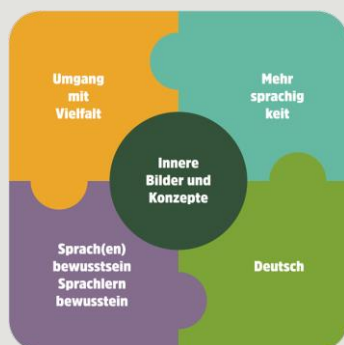 Umgang
mit
Vielfalt
Mehr
sprachig
keit
Innere
Bilder und
Konzepte
Sprach(en)
bewusstsein
Sprachlern
bewusstein
Deutsch